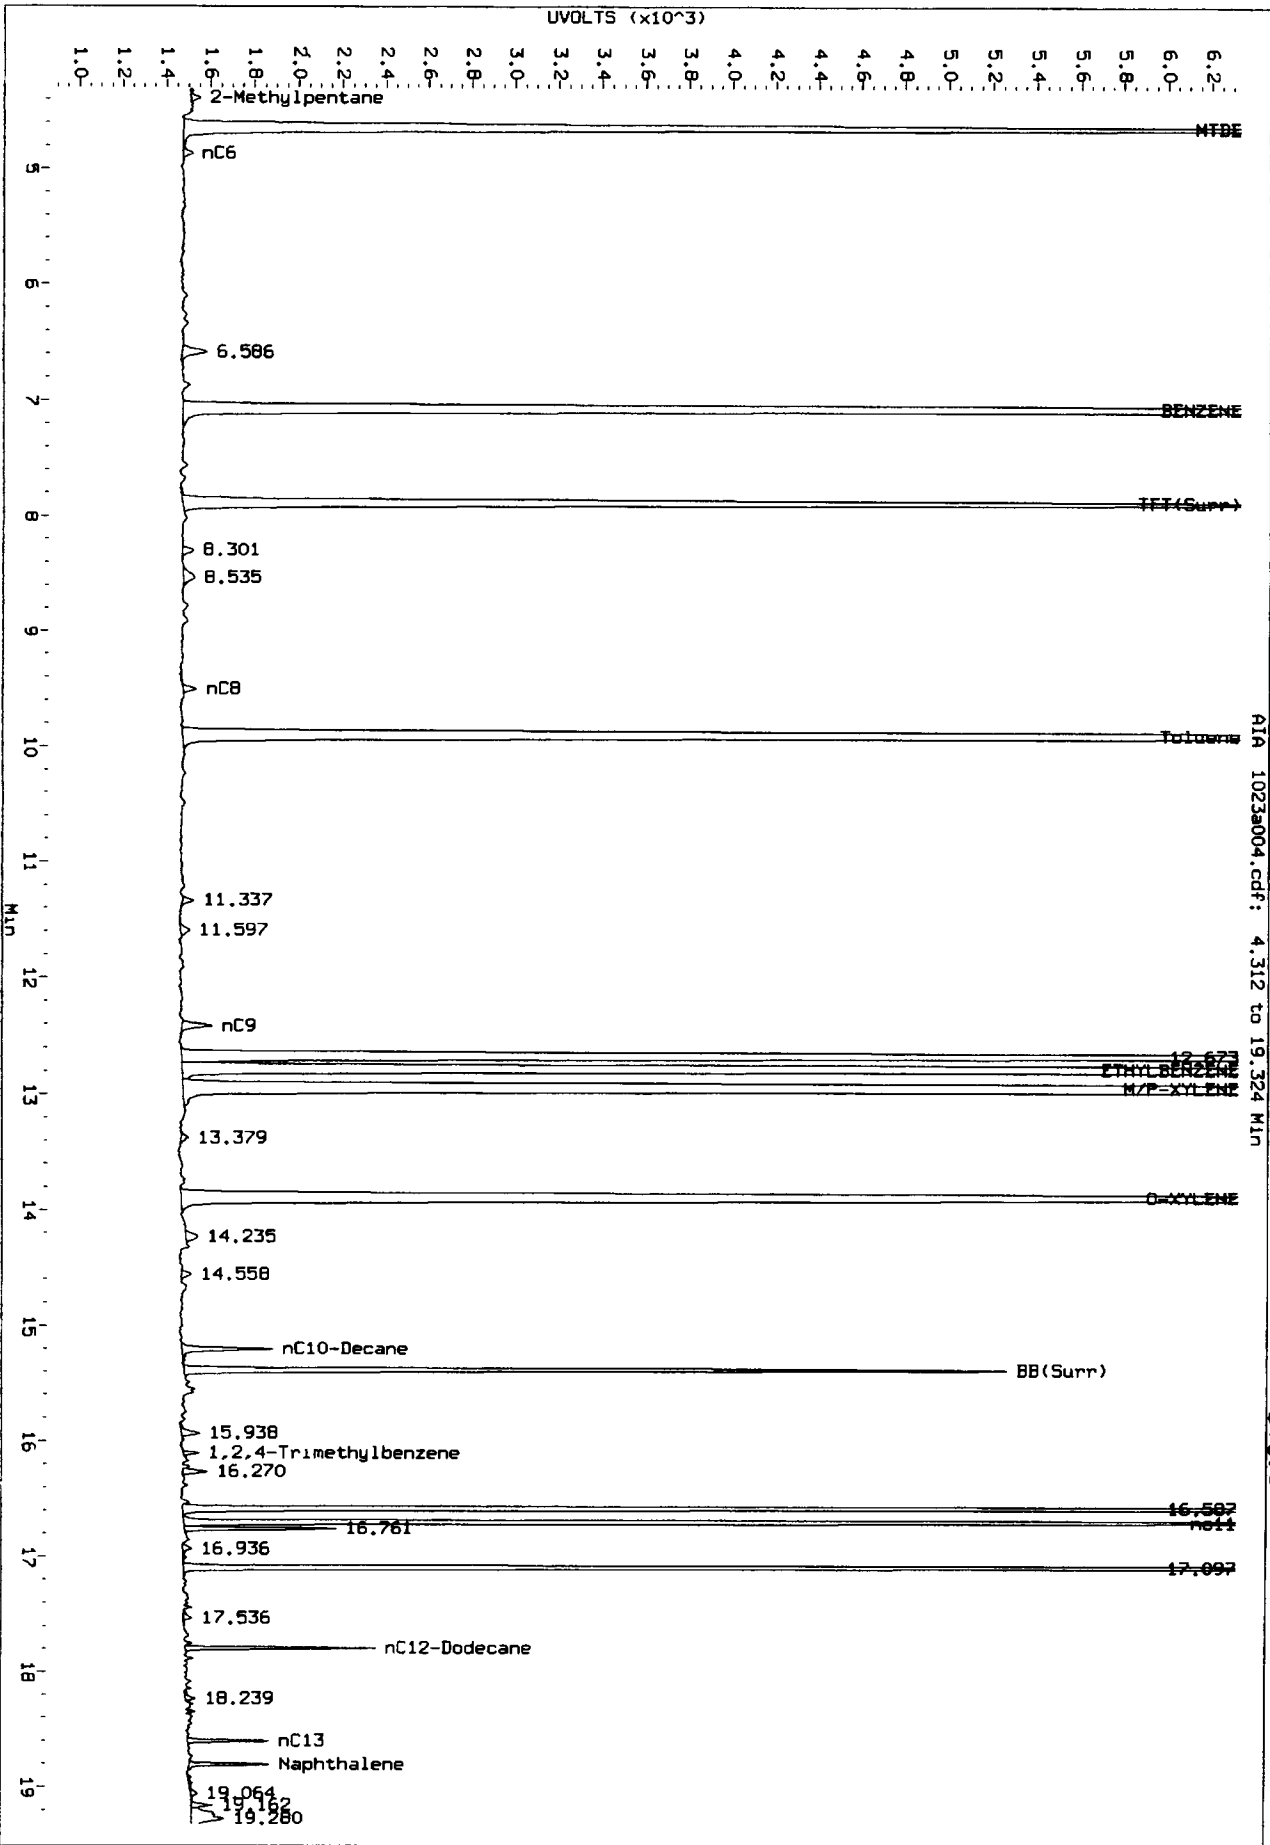 UVOLTS (x10^3)
1.0-
1.2-
1.4-
1.6-
1.8-
2.0-
2.2-
2.4-
2.6-
2.8-
3.0-
3.2-
3.4-
3.6-
3.8-
4.0-
4.2-
4.4-
4.6-
4.8-
5.0-
5.2-
5.4-
5.6-
5.8-
6.0-
6.2-
2-Methylpentane
MTBE
nC6
5
6
6.586
7
BENZENE
TFT(Surr)
8
8.301
8.535
9
nC8
Toluene
10
AIA 1023a004.cdf: 4.312 to 19.324 Min
11
11.337
11.597
Min
12
nC9
12.673
ETHYLBENZENE
M/P-XYLENE
13
13.379
O-XYLENE
14
14.235
14.558
15
nC10-Decane
BB(Surr)
15.938
16
1,2,4-Trimethylbenzene
16.270
16.587
nc11
16.761
16.936
17
17.097
17.536
nC12-Dodecane
18
18.239
nC13
Naphthalene
19
19.064
19.162
19.280